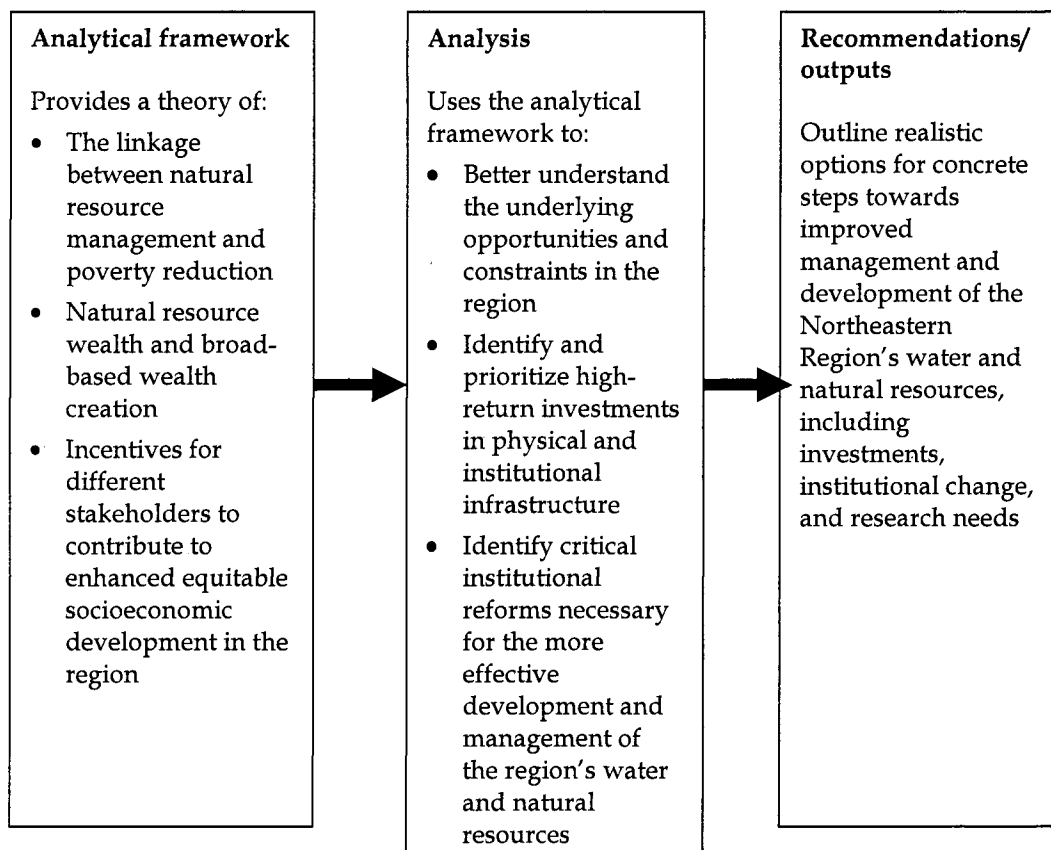 Analytical framework
Provides a theory of:
• The linkage
between natural
resource
management and
poverty reduction
• Natural resource
wealth and broad-
based wealth
creation
• Incentives for
different
stakeholders to
contribute to
enhanced equitable
socioeconomic
development in the
region
Analysis
Uses the analytical
framework to:
• Better understand
the underlying
opportunities and
constraints in the
region
• Identify and
prioritize high-
return investments
in physical and
institutional
infrastructure
• Identify critical
institutional
reforms necessary
for the more
effective
development and
management of
the region's water
and natural
resources
Recommendations/
outputs
Outline realistic
options for concrete
steps towards
improved
management and
development of the
Northeastern
Region's water and
natural resources,
including
investments,
institutional change,
and research needs